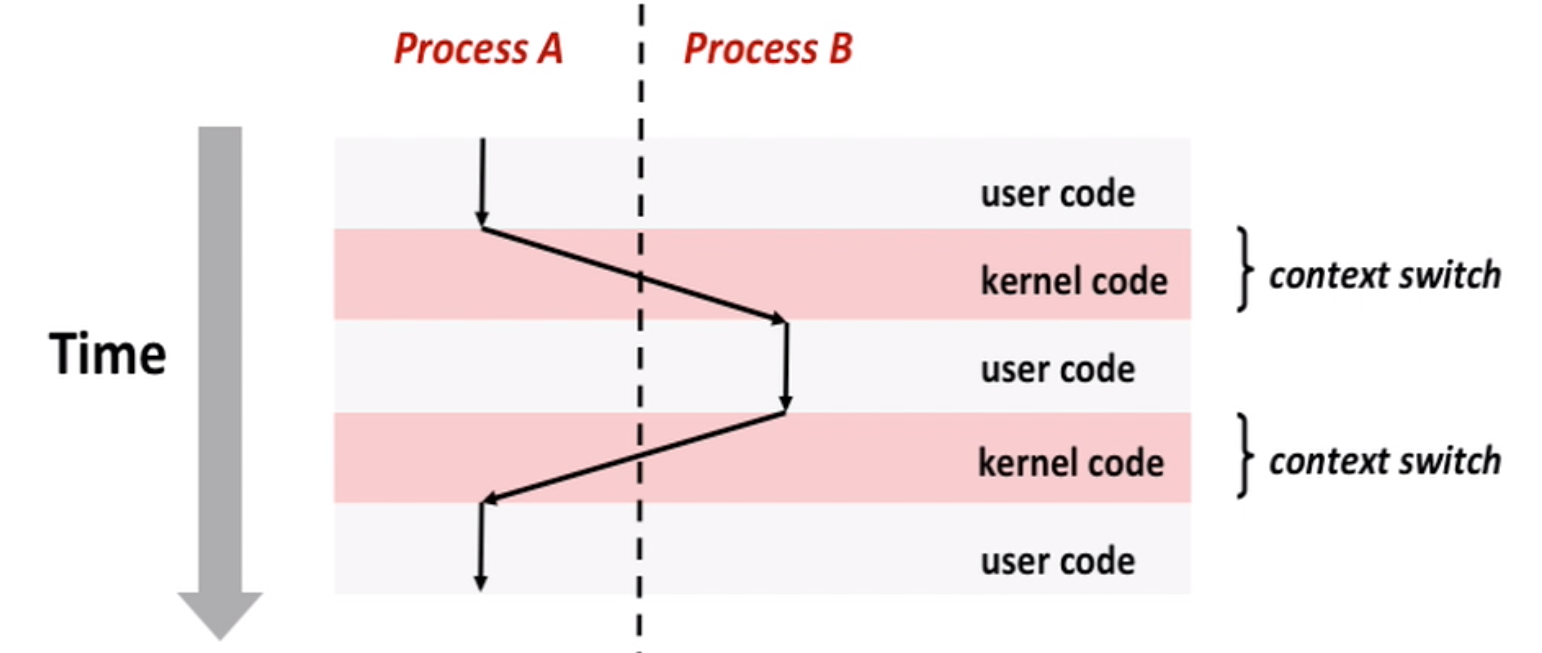 Process A
Process B
user code
kernel code
context switch
Time
user code
kernel code
context switch
user code